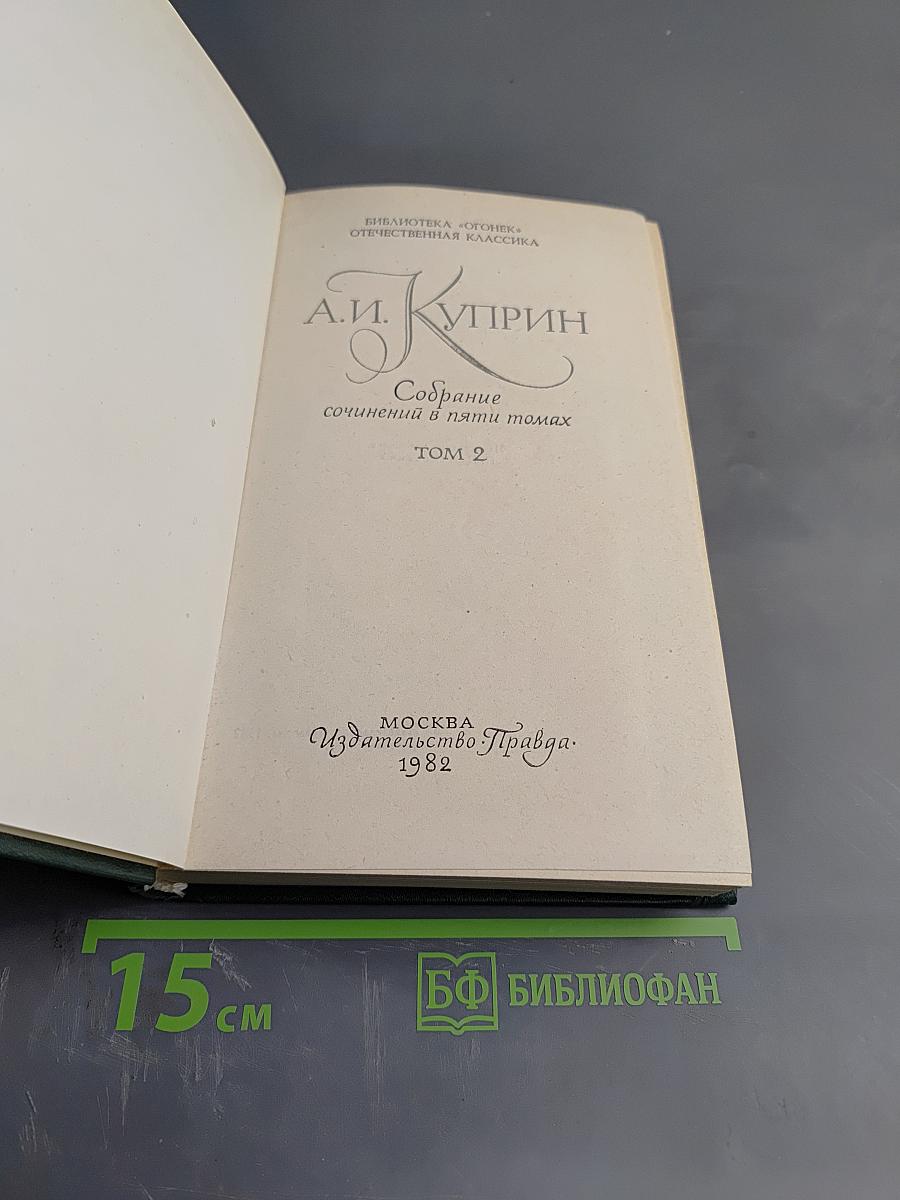 БИБЛИОТЕКА «ОГОНЕК»
ОТЕЧЕСТВЕННАЯ КЛАССИКА
А.И. КУПРИН
Собрание
сочинений в пяти томах
ТОМ 2
МОСКВА
Издательство·Правда·
1982
15 см
БФ БИБЛИОФАН